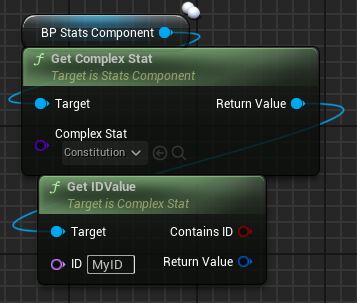 BP Stats Component
f Get Complex Stat
Target is Stats Component
Target Return Value
Complex Stat
Constitution
f Get IDValue
Target is Complex Stat
Target Contains ID
ID MyID Return Value